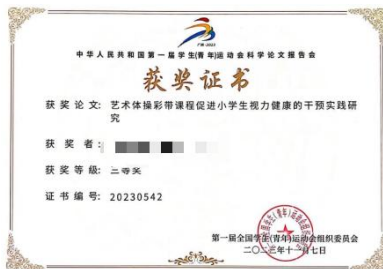 中华人民共和国第一届学生(青年)运动会科学论文报告会
获奖证书
获奖论文: 艺术体操彩带课程促进小学生视力健康的干预实践研
究
获奖者:
获奖等级: 三等奖
证书编号: 20230542
第一届全国学生(青年)运动会组织委员会
二〇二三年十一月七日